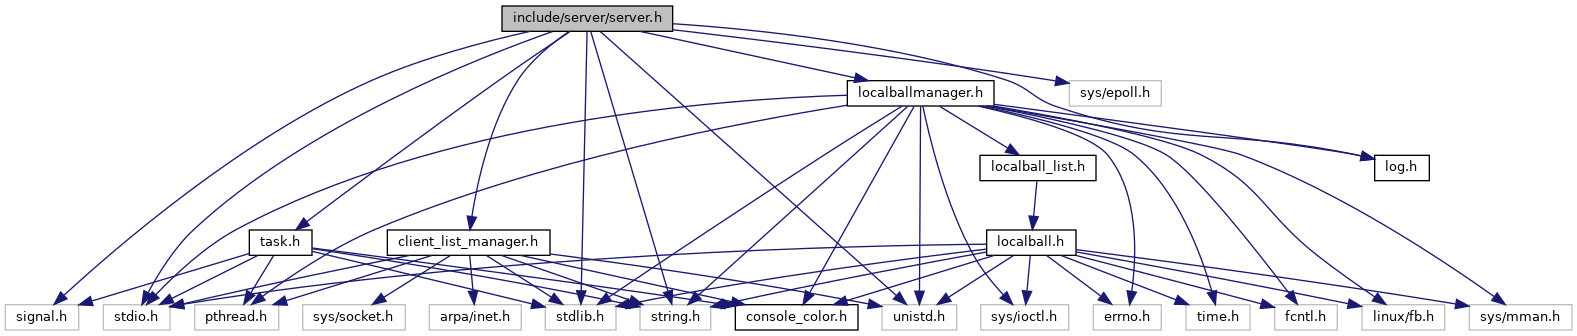 include/server/server.h
localballmanager.h
sys/epoll.h
localball_list.h
log.h
task.h
client_list_manager.h
localball.h
signal.h
stdio.h
pthread.h
sys/socket.h
arpa/inet.h
stdlib.h
string.h
console_color.h
unistd.h
sys/ioctl.h
errno.h
time.h
fcntl.h
linux/fb.h
sys/mman.h